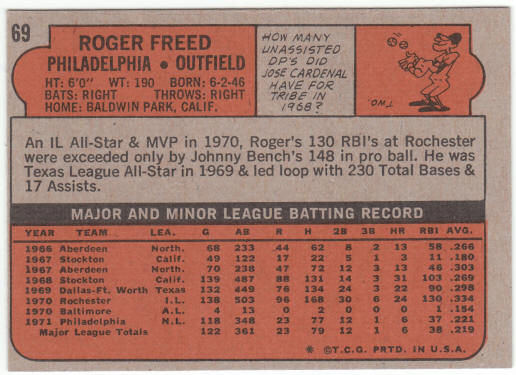 69
ROGER FREED
PHILADELPHIA • OUTFIELD
HT: 6'0" WT: 190 BORN: 6-2-46
BATS: RIGHT THROWS: RIGHT
HOME: BALDWIN PARK, CALIF.
HOW MANY
UNASSISTED
DP'S DID
JOSE CARDENAL
HAVE FOR
TRIBE IN
1968?
TWO.
An IL All-Star & MVP in 1970, Roger's 130 RBI's at Rochester
were exceeded only by Johnny Bench's 148 in pro ball. He was
Texas League All-Star in 1969 & led loop with 230 Total Bases &
17 Assists.
MAJOR AND MINOR LEAGUE BATTING RECORD
YEAR TEAM LEA. G AB R H 2B 3B HR RBI AVG.
1966 Aberdeen North. 68 233 44 62 8 2 13 58 .266
1967 Stockton Calif. 49 122 17 22 5 1 2 11 .180
1967 Aberdeen North. 70 238 47 72 12 3 13 46 .303
1968 Stockton Calif. 139 487 88 131 14 3 31 103 .269
1969 Dallas-Ft. Worth Texas 132 449 76 134 24 3 22 90 .298
1970 Rochester I.L. 138 503 96 168 30 6 24 130 .334
1970 Baltimore A.L. 4 13 0 2 0 0 0 1 .154
1971 Philadelphia N.L. 118 348 23 77 12 1 6 37 .221
Major League Totals 122 361 23 79 12 1 6 38 .219
* ©T.C.G. PRTD. IN U.S.A.